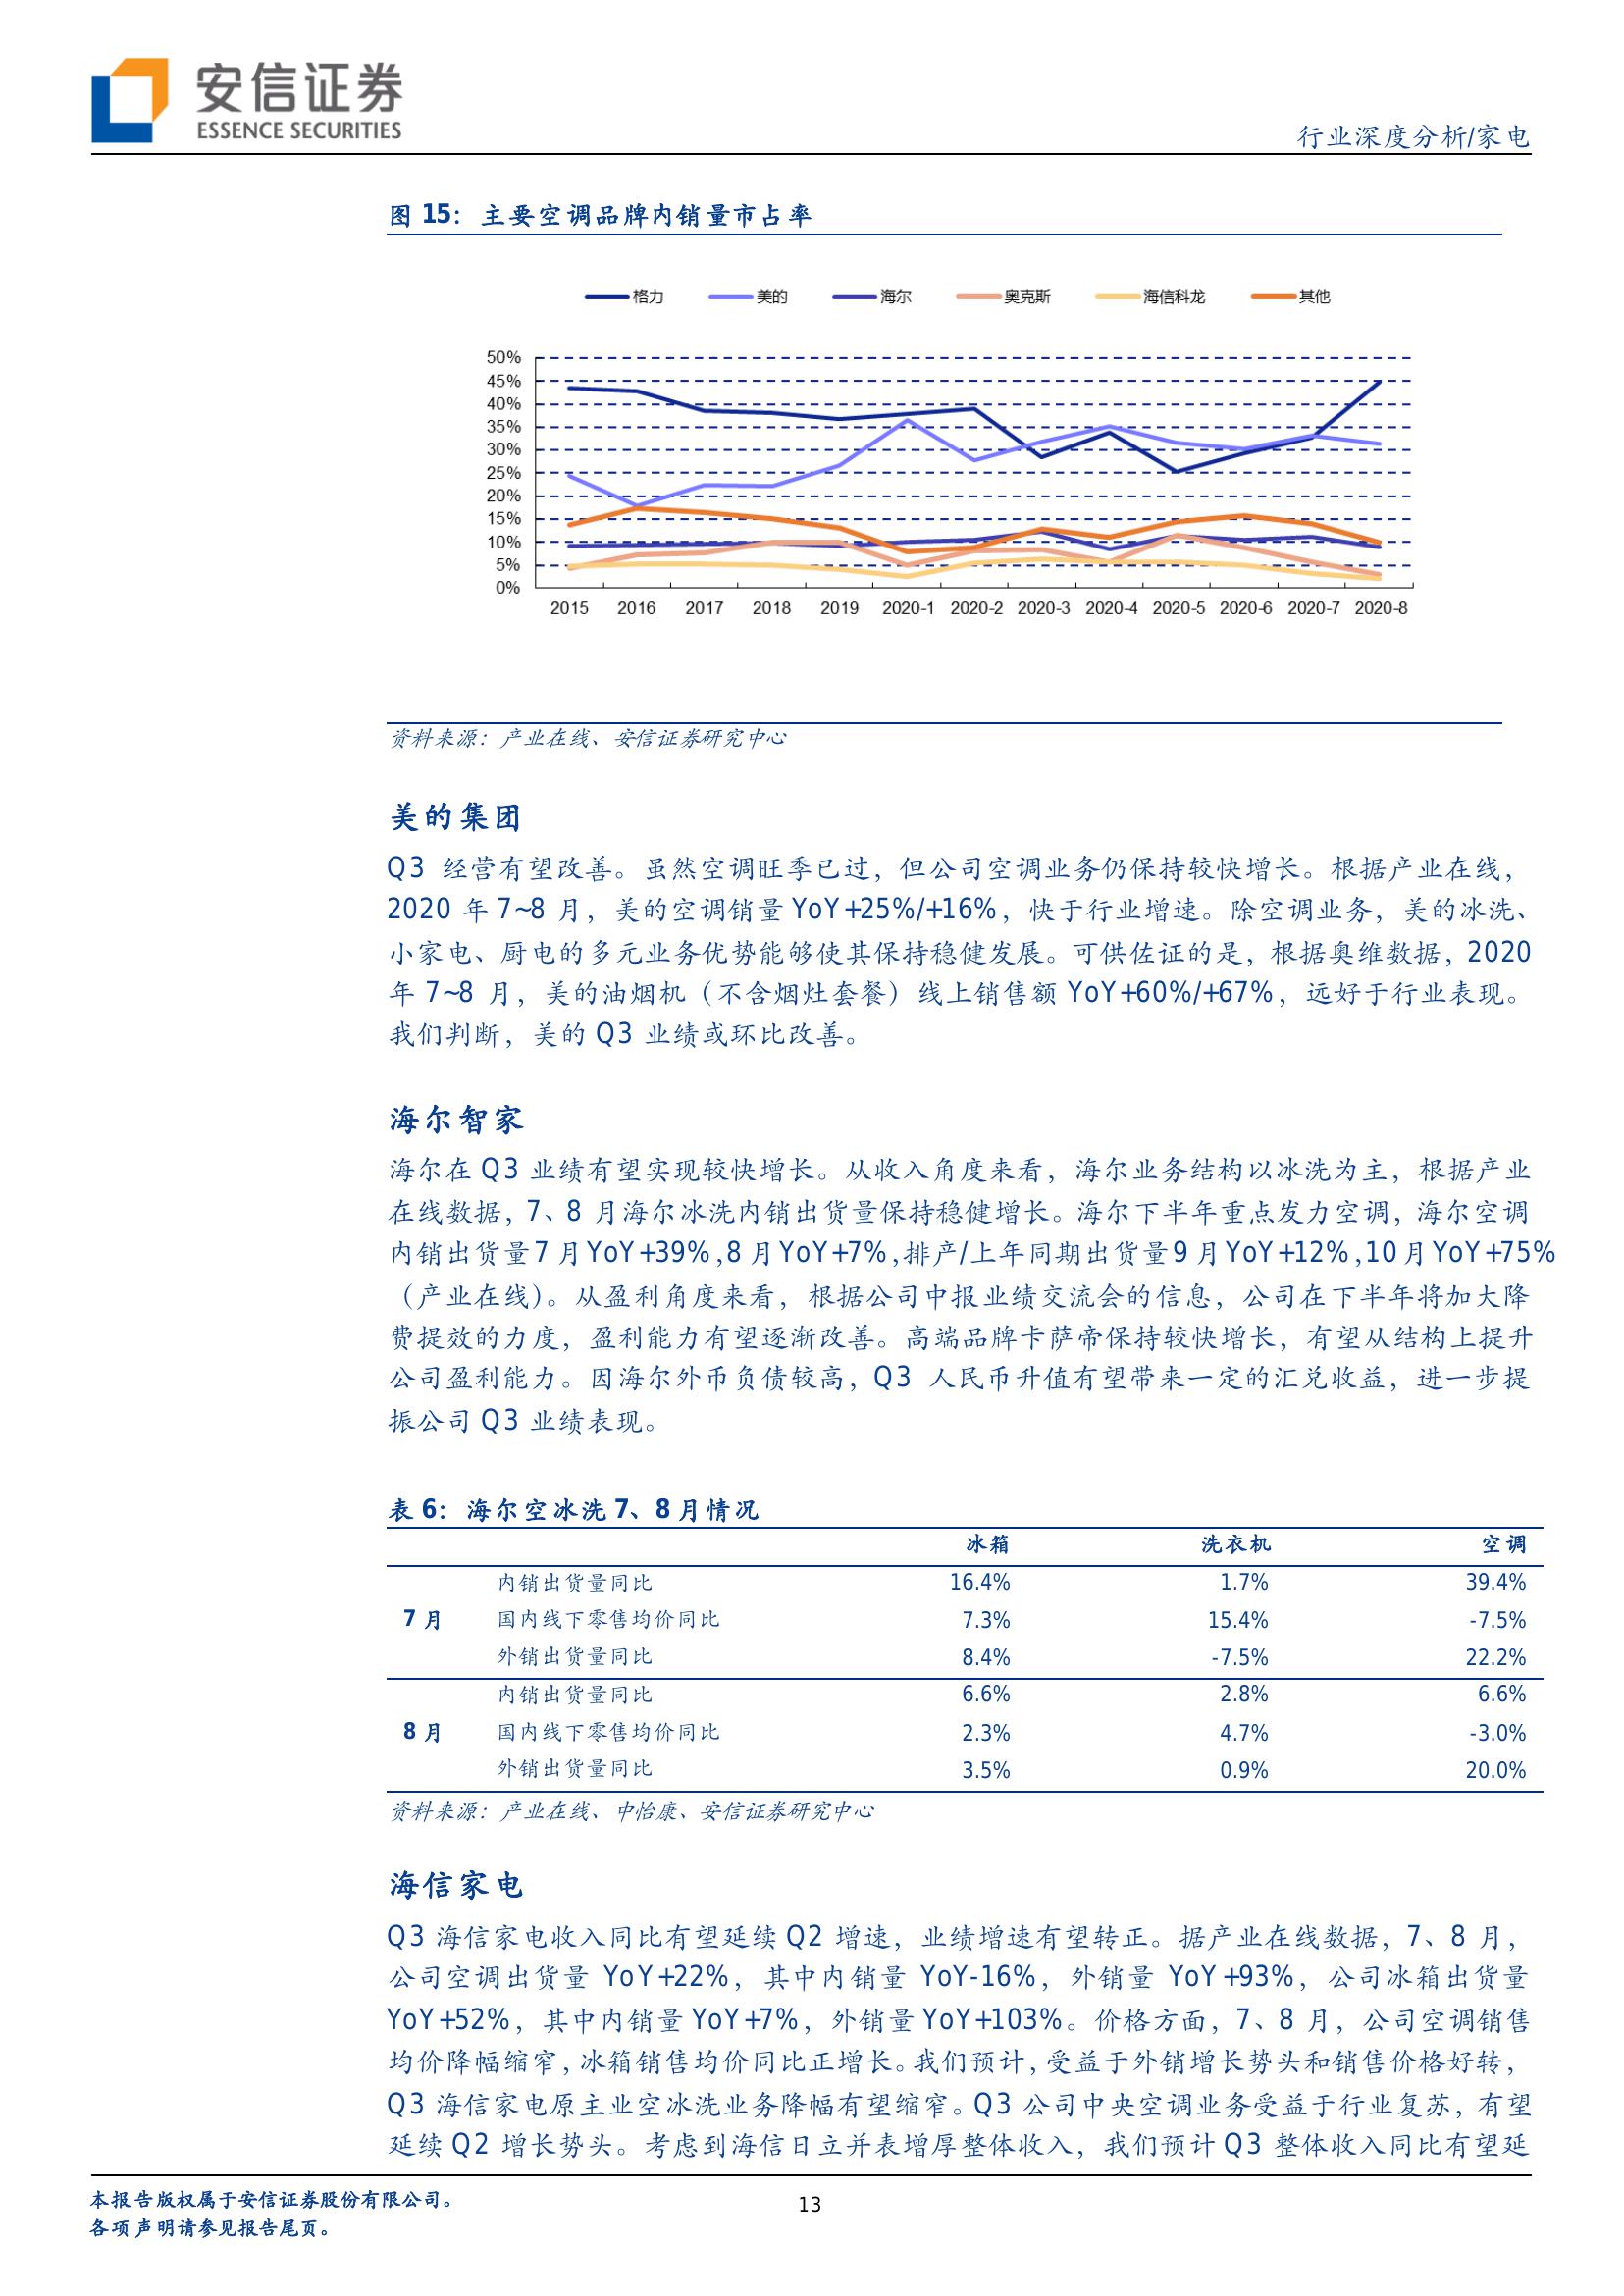 安信证券
ESSENCE SECURITIES
行业深度分析/家电
图 15：主要空调品牌内销量市占率
格力 美的 海尔 奥克斯 海信科龙 其他
50%
45%
40%
35%
30%
25%
20%
15%
10%
5%
0%
2015 2016 2017 2018 2019 2020-1 2020-2 2020-3 2020-4 2020-5 2020-6 2020-7 2020-8
资料来源：产业在线、安信证券研究中心
美的集团
Q3 经营有望改善。虽然空调旺季已过，但公司空调业务仍保持较快增长。根据产业在线，
2020 年 7~8 月，美的空调销量 YoY+25%/+16%，快于行业增速。除空调业务，美的冰洗、
小家电、厨电的多元业务优势能够使其保持稳健发展。可供佐证的是，根据奥维数据，2020
年 7~8 月，美的油烟机（不含烟灶套餐）线上销售额 YoY+60%/+67%，远好于行业表现。
我们判断，美的 Q3 业绩或环比改善。
海尔智家
海尔在 Q3 业绩有望实现较快增长。从收入角度来看，海尔业务结构以冰洗为主，根据产业
在线数据，7、8 月海尔冰洗内销出货量保持稳健增长。海尔下半年重点发力空调，海尔空调
内销出货量 7 月 YoY+39%,8 月 YoY+7%,排产/上年同期出货量 9 月 YoY+12%,10 月 YoY+75%
（产业在线）。从盈利角度来看，根据公司中报业绩交流会的信息，公司在下半年将加大降
费提效的力度，盈利能力有望逐渐改善。高端品牌卡萨帝保持较快增长，有望从结构上提升
公司盈利能力。因海尔外币负债较高，Q3 人民币升值有望带来一定的汇兑收益，进一步提
振公司 Q3 业绩表现。
表 6：海尔空冰洗 7、8 月情况
冰箱 洗衣机 空调
内销出货量同比 16.4% 1.7% 39.4%
7 月 国内线下零售均价同比 7.3% 15.4% -7.5%
外销出货量同比 8.4% -7.5% 22.2%
内销出货量同比 6.6% 2.8% 6.6%
8 月 国内线下零售均价同比 2.3% 4.7% -3.0%
外销出货量同比 3.5% 0.9% 20.0%
资料来源：产业在线、中怡康、安信证券研究中心
海信家电
Q3 海信家电收入同比有望延续 Q2 增速，业绩增速有望转正。据产业在线数据，7、8 月，
公司空调出货量 YoY+22%，其中内销量 YoY-16%，外销量 YoY+93%，公司冰箱出货量
YoY+52%，其中内销量 YoY+7%，外销量 YoY+103%。价格方面，7、8 月，公司空调销售
均价降幅缩窄，冰箱销售均价同比正增长。我们预计，受益于外销增长势头和销售价格好转，
Q3 海信家电原主业空冰洗业务降幅有望缩窄。Q3 公司中央空调业务受益于行业复苏，有望
延续 Q2 增长势头。考虑到海信日立并表增厚整体收入，我们预计 Q3 整体收入同比有望延
本报告版权属于安信证券股份有限公司。
各项声明请参见报告尾页。
13